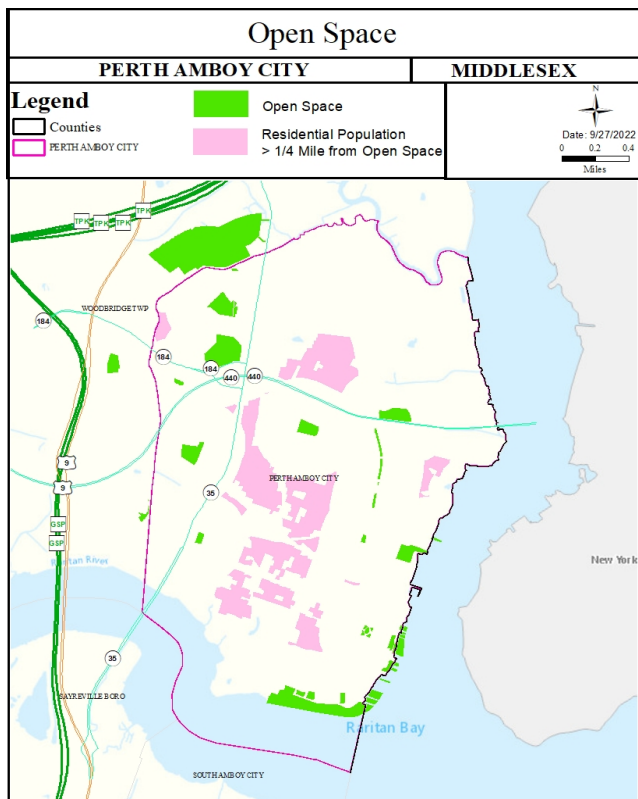 Open Space
PERTH AMBOY CITY
MIDDLESEX
Legend
Counties
PERTH AMBOY CITY
Open Space
Residential Population
> 1/4 Mile from Open Space
N
Date: 9/27/2022
0 0.2 0.4
Miles
TPK
TPK
TPK
TPK
WOODBRIDGE TWP
184
184
184
440
440
9
9
35
PERTH AMBOY CITY
GSP
GSP
Raritan River
New York
35
SAYREVILLE BORO
Raritan Bay
SOUTH AMBOY CITY